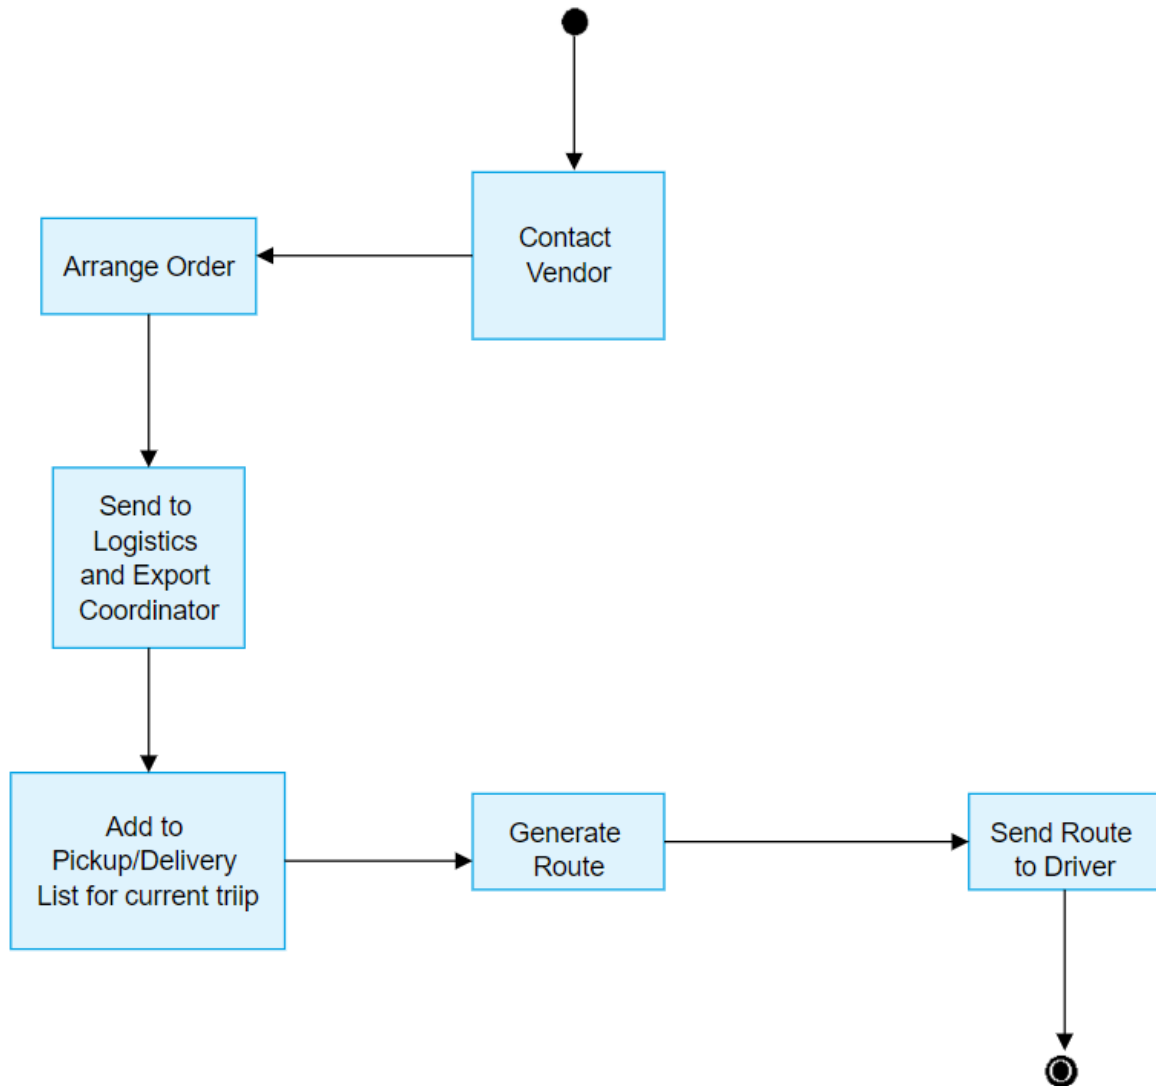 Contact
Vendor
Arrange Order
Send to
Logistics
and Export
Coordinator
Add to
Pickup/Delivery
List for current triip
Generate
Route
Send Route
to Driver